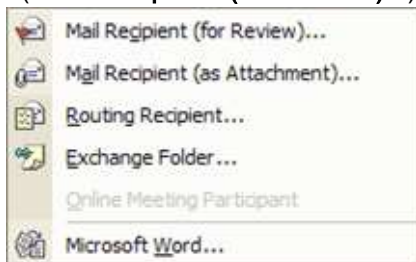 Mail Recipient (for Review)...
Mail Recipient (as Attachment)...
Routing Recipient...
Exchange Folder...
Online Meeting Participant
Microsoft Word...